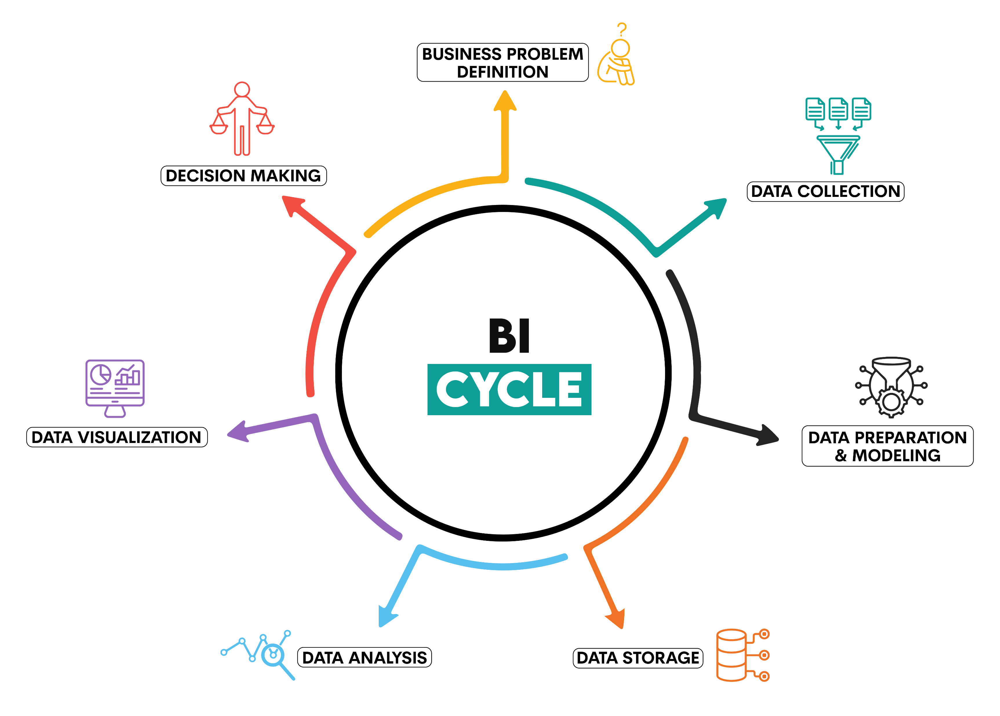 BUSINESS PROBLEM
DEFINITION
?
DATA COLLECTION
DATA PREPARATION
& MODELING
DATA STORAGE
DATA ANALYSIS
DATA VISUALIZATION
DECISION MAKING
BI
CYCLE